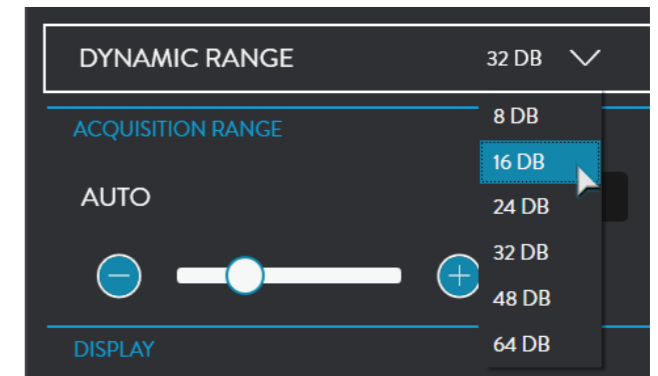 DYNAMIC RANGE 32 DB
8 DB
ACQUISITION RANGE
16 DB
AUTO
24 DB
32 DB
48 DB
DISPLAY
64 DB